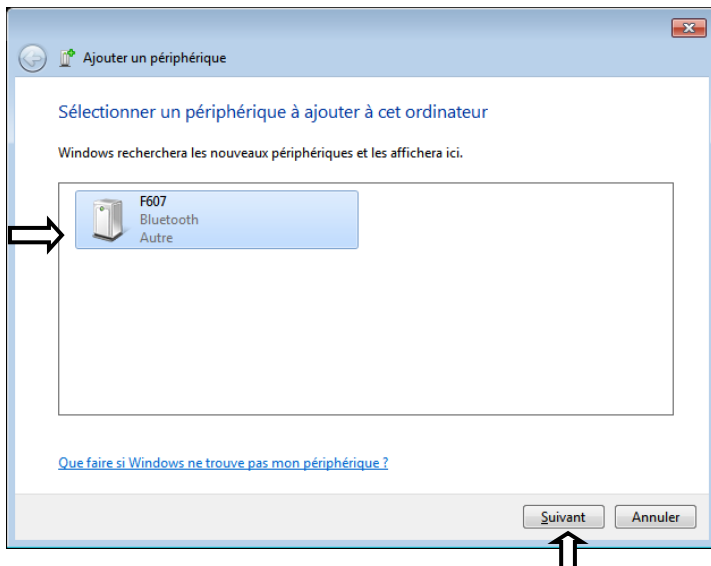 Ajouter un périphérique
Sélectionner un périphérique à ajouter à cet ordinateur
Windows recherchera les nouveaux périphériques et les affichera ici.
F607
Bluetooth
Autre
Que faire si Windows ne trouve pas mon périphérique ?
Suivant
Annuler